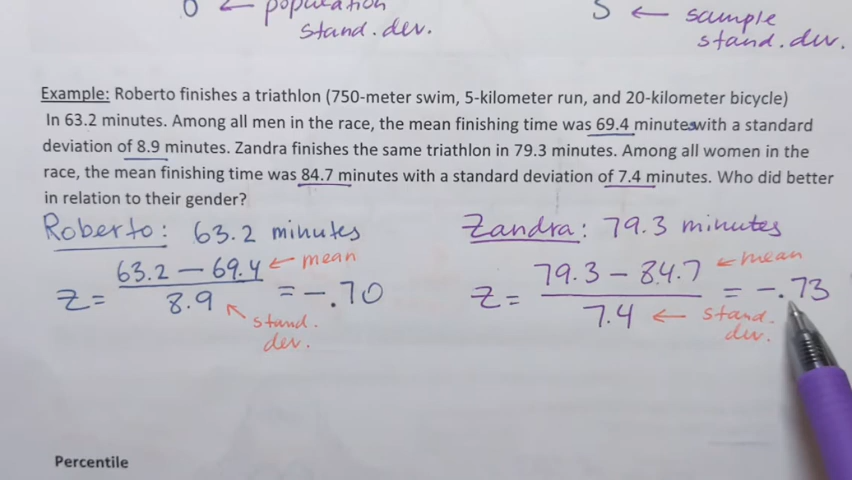 σ ← population
stand. dev.
S ← sample
stand. dev.
Example: Roberto finishes a triathlon (750-meter swim, 5-kilometer run, and 20-kilometer bicycle)
In 63.2 minutes. Among all men in the race, the mean finishing time was 69.4 minutes with a standard
deviation of 8.9 minutes. Zandra finishes the same triathlon in 79.3 minutes. Among all women in the
race, the mean finishing time was 84.7 minutes with a standard deviation of 7.4 minutes. Who did better
in relation to their gender?
Roberto: 63.2 minutes
63.2 – 69.4 ← mean
Z = = -.70
8.9 ← stand.
dev.
Zandra: 79.3 minutes
79.3 – 84.7 ← mean
Z = = -.73
7.4 ← stand.
dev.
Percentile